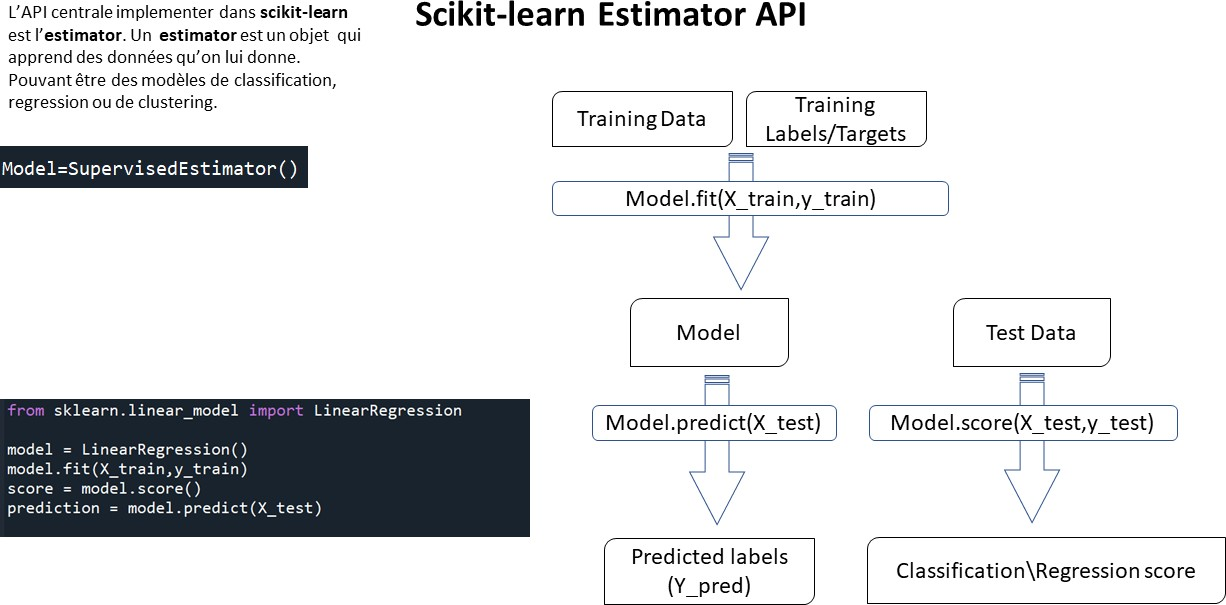 L’API centrale implementer dans scikit-learn
est l’estimator. Un estimator est un objet qui
apprend des données qu’on lui donne.
Pouvant être des modèles de classification,
regression ou de clustering.
Model=SupervisedEstimator()
from sklearn.linear_model import LinearRegression
model = LinearRegression()
model.fit(X_train,y_train)
score = model.score()
prediction = model.predict(X_test)
Scikit-learn Estimator API
Training Data
Training
Labels/Targets
Model.fit(X_train,y_train)
Model
Test Data
Model.predict(X_test)
Model.score(X_test,y_test)
Predicted labels
(Y_pred)
Classification\Regression score